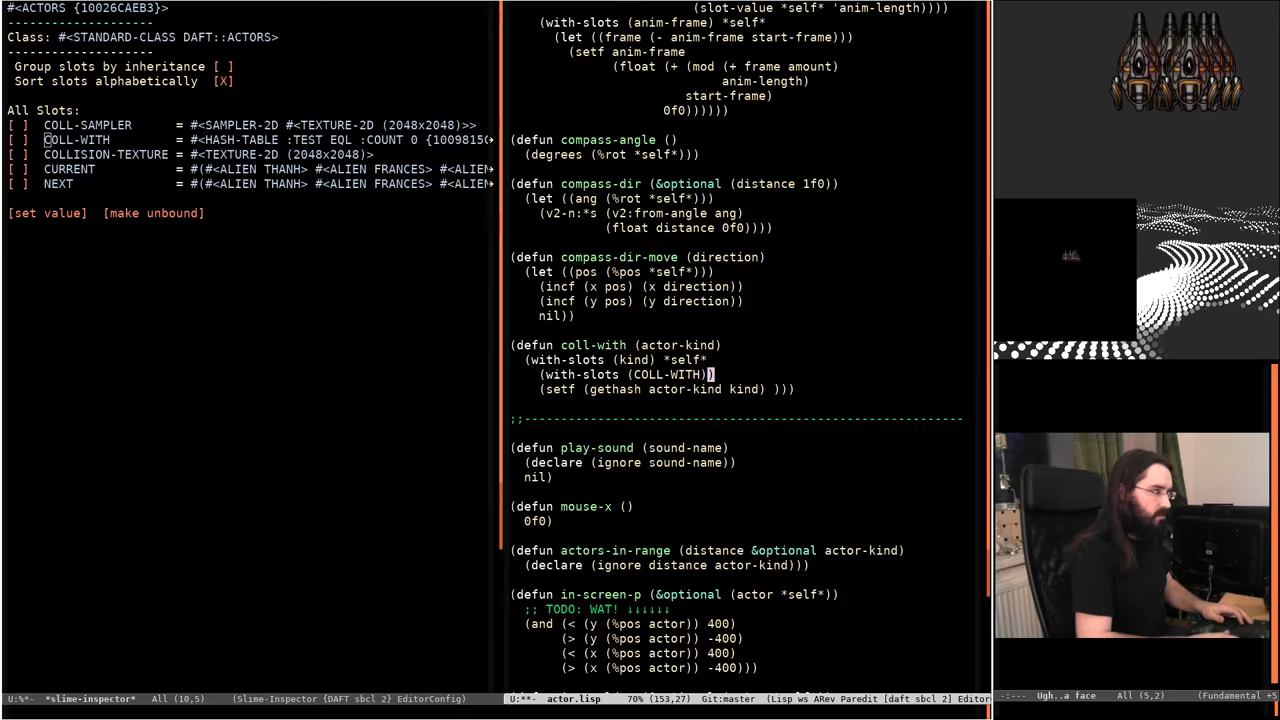 #<ACTORS {10026CAEB3}>
--------------------
Class: #<STANDARD-CLASS DAFT::ACTORS>
--------------------
Group slots by inheritance [ ]
Sort slots alphabetically  [X]
All Slots:
[ ]  COLL-SAMPLER      = #<SAMPLER-2D #<TEXTURE-2D (2048x2048)>>
[ ]  COLL-WITH         = #<HASH-TABLE :TEST EQL :COUNT 0 {1009815
[ ]  COLLISION-TEXTURE = #<TEXTURE-2D (2048x2048)>
[ ]  CURRENT           = #(#<ALIEN THANH> #<ALIEN FRANCES> #<ALIEN
[ ]  NEXT              = #(#<ALIEN THANH> #<ALIEN FRANCES> #<ALIEN
[set value]  [make unbound]
U:%*-  *slime-inspector*   All (10,5)     (Slime-Inspector {DAFT sbcl 2} EditorConfig)
(slot-value *self* 'anim-length))))
(with-slots (anim-frame) *self*
(let ((frame (- anim-frame start-frame)))
(setf anim-frame
(float (+ (mod (+ frame amount)
anim-length)
start-frame)
0f0))))))
(defun compass-angle ()
(degrees (%rot *self*)))
(defun compass-dir (&optional (distance 1f0))
(let ((ang (%rot *self*)))
(v2-n:*s (v2:from-angle ang)
(float distance 0f0))))
(defun compass-dir-move (direction)
(let ((pos (%pos *self*)))
(incf (x pos) (x direction))
(incf (y pos) (y direction))
nil))
(defun coll-with (actor-kind)
(with-slots (kind) *self*
(with-slots (COLL-WITH))
(setf (gethash actor-kind kind) )))
;;------------------------------------------------------------
(defun play-sound (sound-name)
(declare (ignore sound-name))
nil)
(defun mouse-x ()
0f0)
(defun actors-in-range (distance &optional actor-kind)
(declare (ignore distance actor-kind)))
(defun in-screen-p (&optional (actor *self*))
;; TODO: WAT! ↓↓↓↓↓↓
(and (< (y (%pos actor)) 400)
(> (y (%pos actor)) -400)
(< (x (%pos actor)) 400)
(> (x (%pos actor)) -400)))
U:**-  actor.lisp     70% (153,27)   Git:master  (Lisp ws ARev Paredit [daft sbcl 2] Editor
-:---  Ugh..a face    All (5,2)      (Fundamental +5